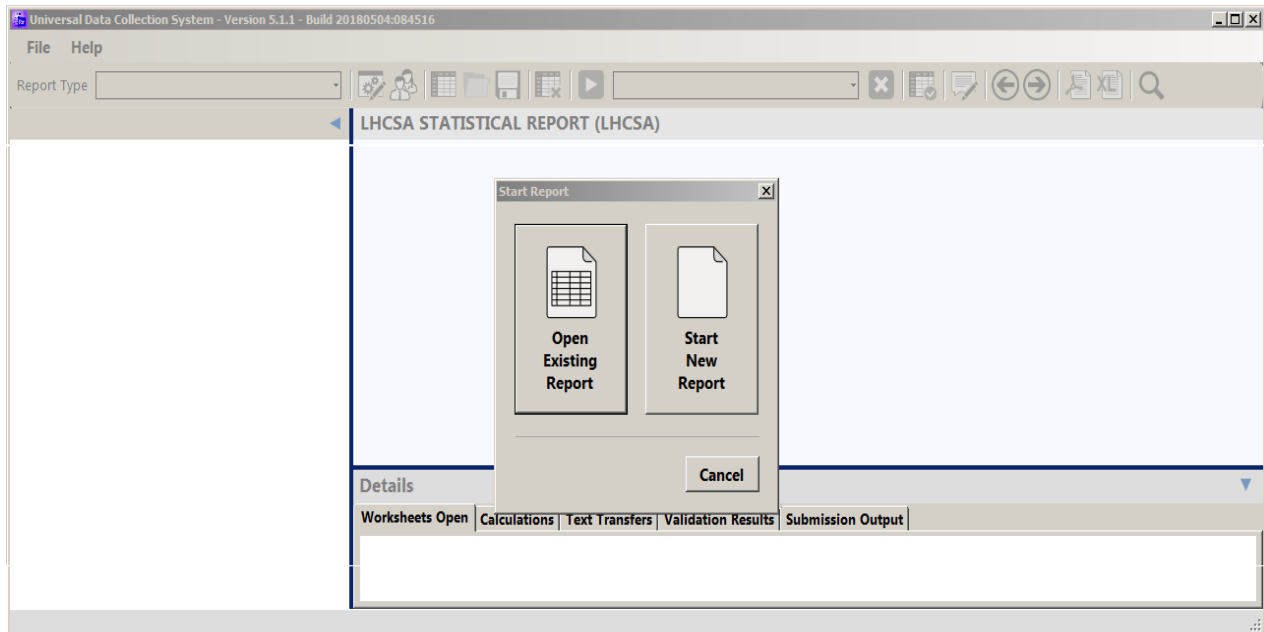 Universal Data Collection System - Version 5.1.1 - Build 20180504:084516
File Help
Report Type
LHCSA STATISTICAL REPORT (LHCSA)
Start Report
Open
Existing
Report
Start
New
Report
Cancel
Details
Worksheets Open Calculations Text Transfers Validation Results Submission Output